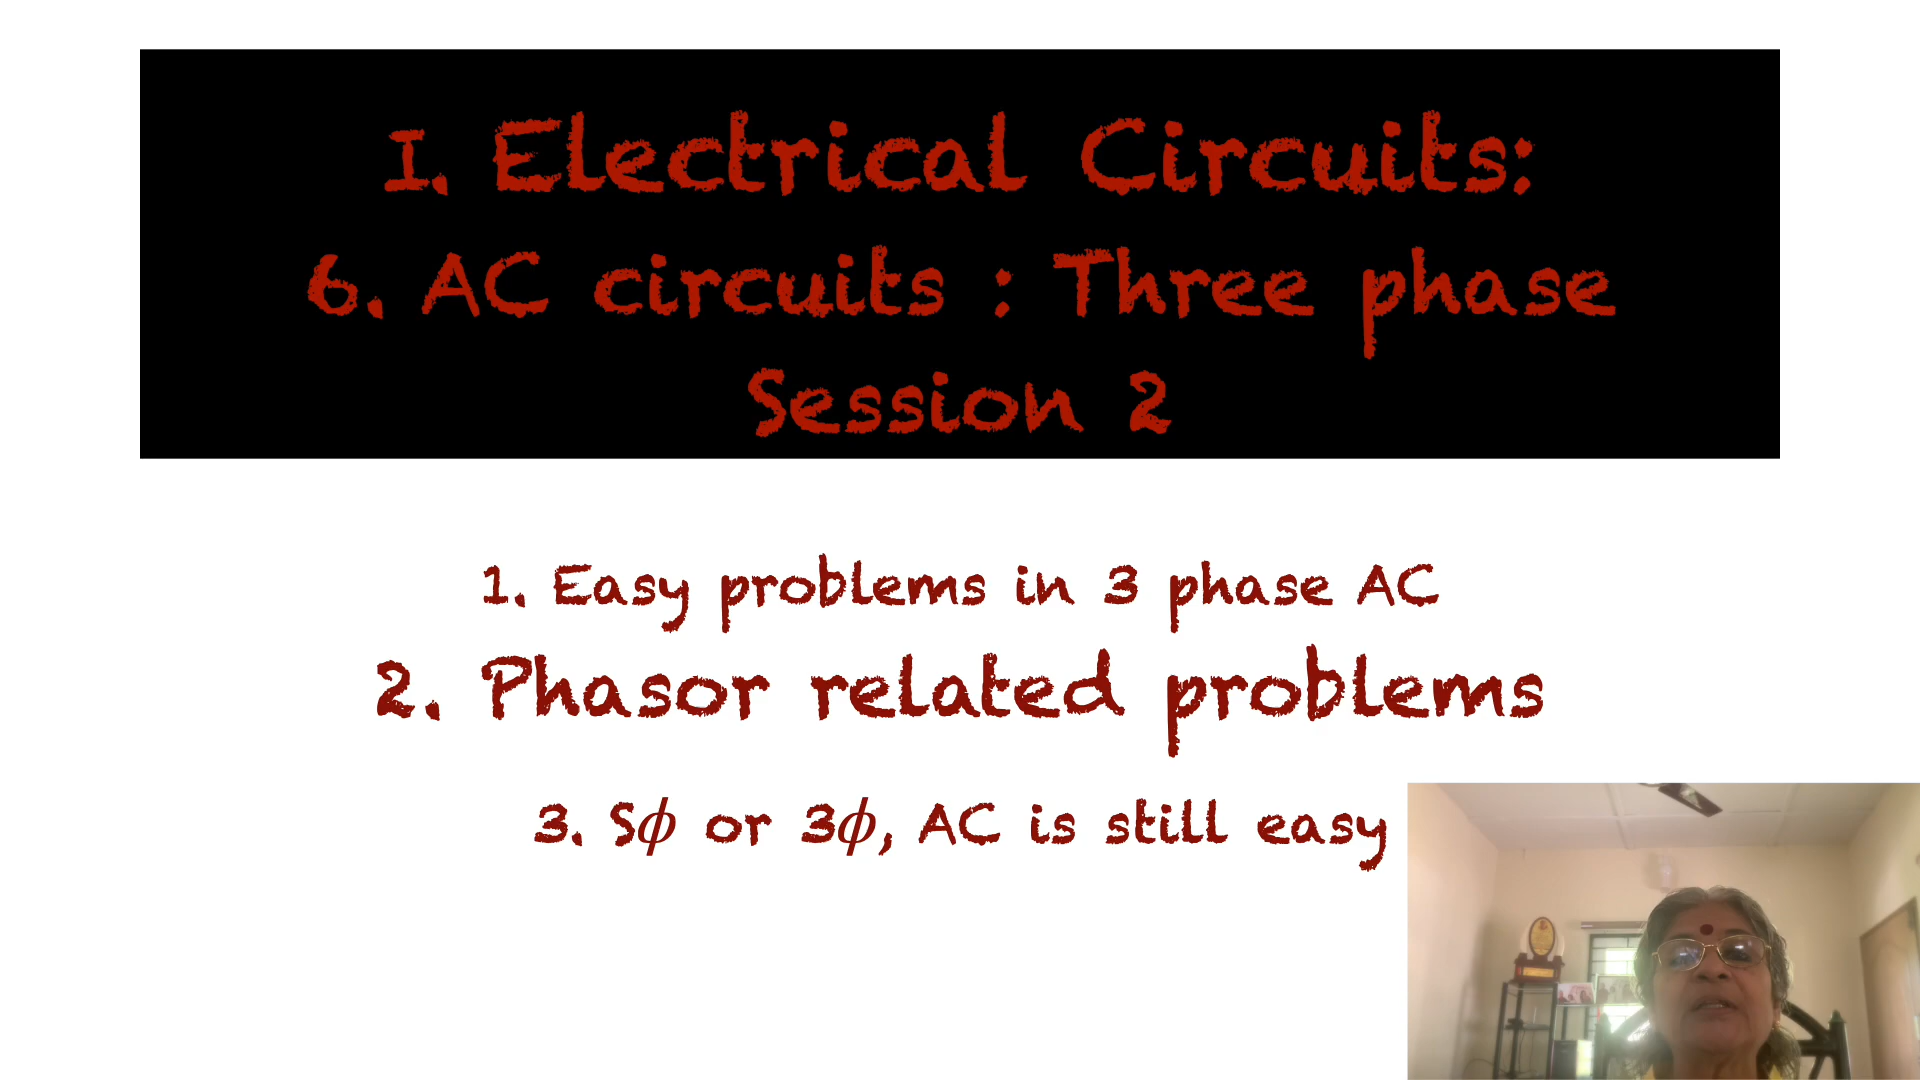 I. Electrical Circuits:
6. AC circuits : Three phase
Session 2
1. Easy problems in 3 phase AC
2. Phasor related problems
3. Sϕ or 3ϕ, AC is still easy